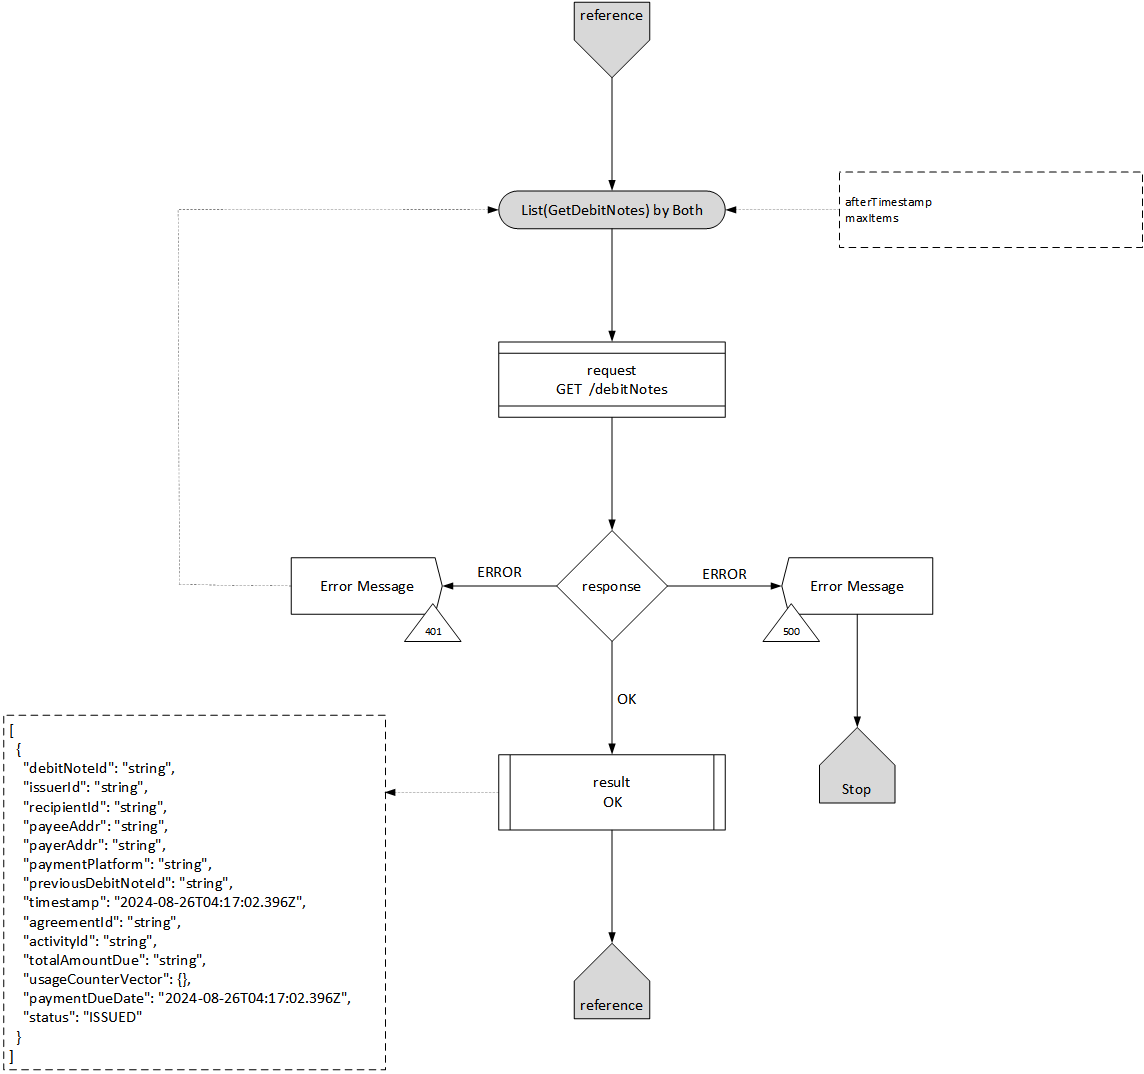 reference
List(GetDebitNotes) by Both
afterTimestamp
maxItems
request
GET /debitNotes
ERROR
ERROR
Error Message
response
Error Message
401
500
OK
[
{
"debitNoteId": "string",
"issuerId": "string",
"recipientId": "string",
"payeeAddr": "string",
"payerAddr": "string",
"paymentPlatform": "string",
"previousDebitNoteId": "string",
"timestamp": "2024-08-26T04:17:02.396Z",
"agreementId": "string",
"activityId": "string",
"totalAmountDue": "string",
"usageCounterVector": {},
"paymentDueDate": "2024-08-26T04:17:02.396Z",
"status": "ISSUED"
}
]
result
OK
Stop
reference